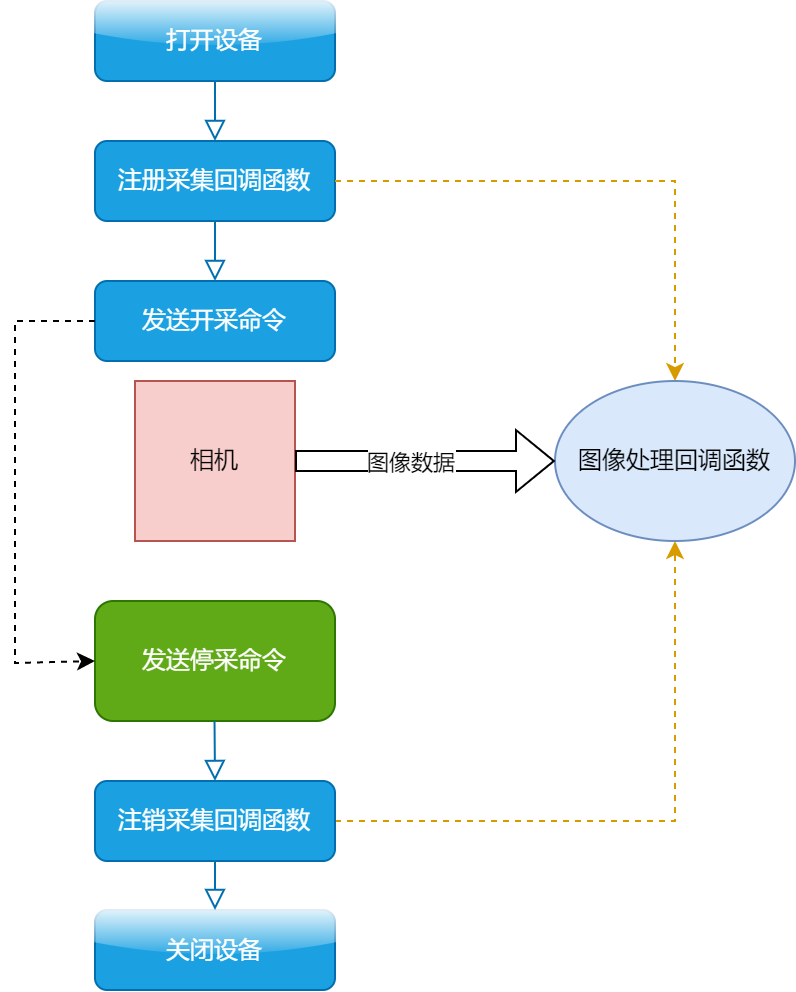 打开设备
注册采集回调函数
发送开采命令
相机
图像数据
图像处理回调函数
发送停采命令
注销采集回调函数
关闭设备